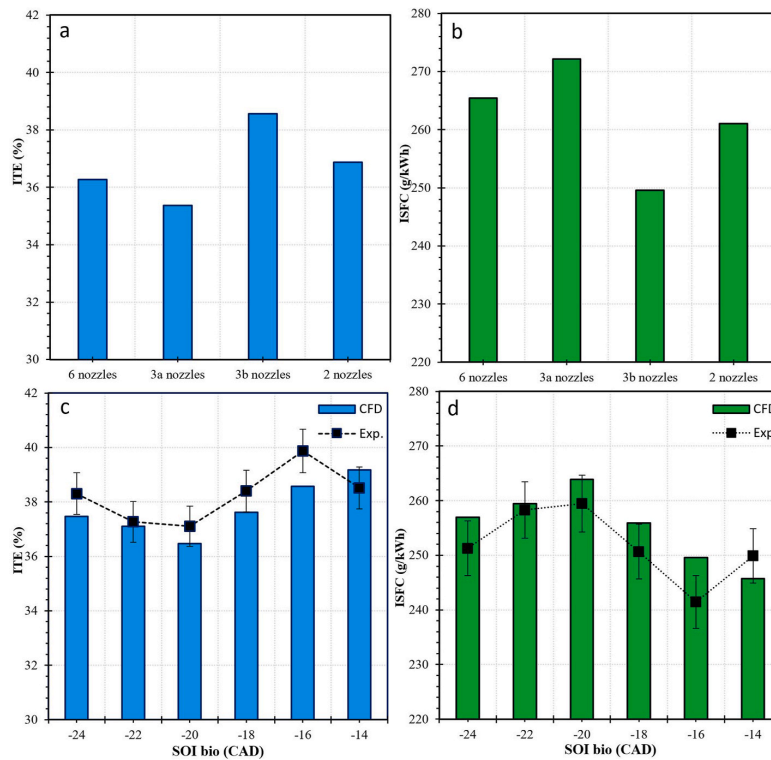 a
ITE (%)
42
40
38
36
34
32
30
6 nozzles 3a nozzles 3b nozzles 2 nozzles
b
ISFC (g/kWh)
280
270
260
250
240
230
220
6 nozzles 3a nozzles 3b nozzles 2 nozzles
c
CFD
Exp.
ITE (%)
42
40
38
36
34
32
30
-24 -22 -20 -18 -16 -14
SOI bio (CAD)
d
CFD
Exp
ISFC (g/kWh)
280
270
260
250
240
230
220
-24 -22 -20 -18 -16 -14
SOI bio (CAD)